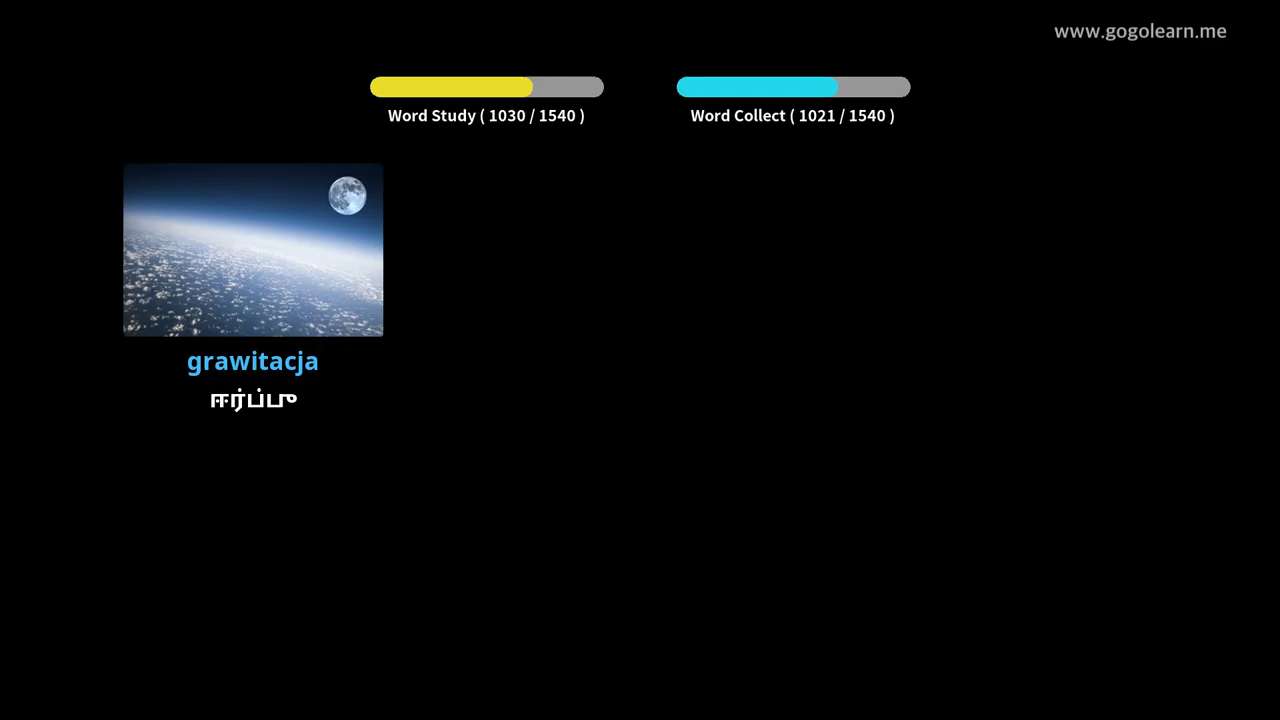 www.gogolearn.me
Word Study ( 1030 / 1540 )
Word Collect ( 1021 / 1540 )
grawitacja
ஈர்ப்பு